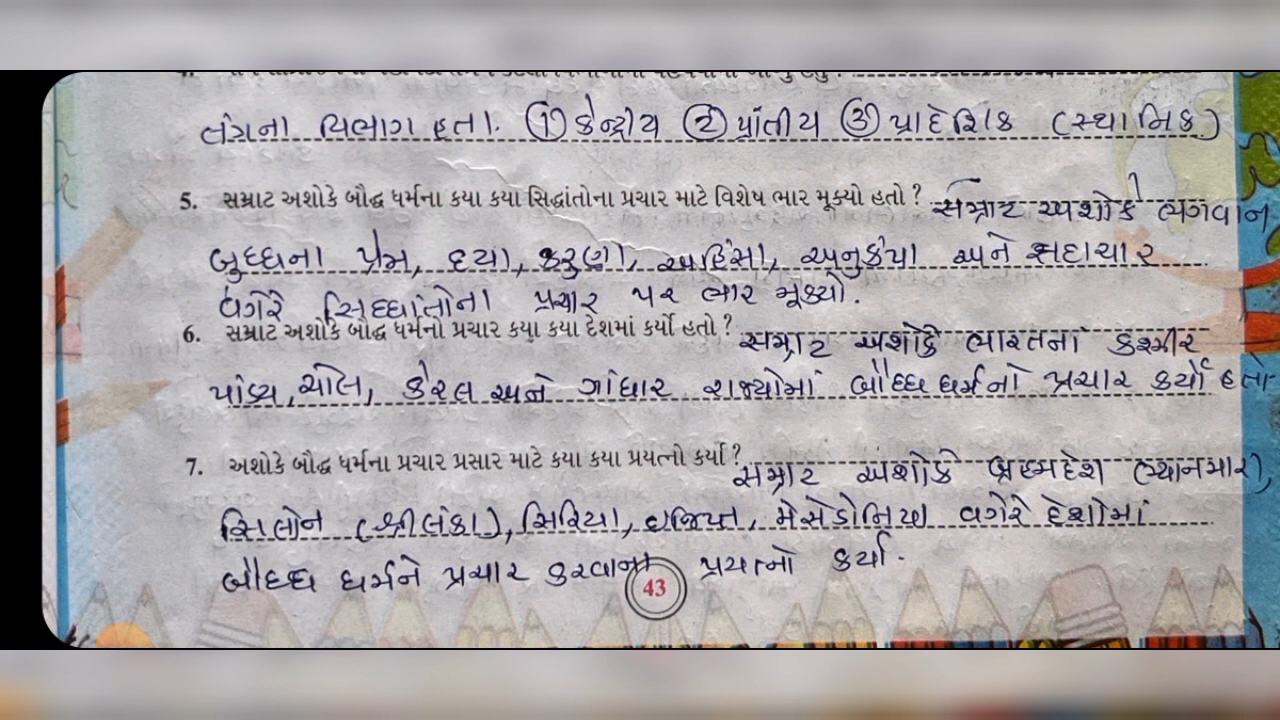 તંત્રના વિભાગ હતા. ① કેન્દ્રીય ② પ્રાંતીય ③ પ્રાદેશિક (સ્થાનિક)
5. સમ્રાટ અશોકે બૌદ્ધ ધર્મના કયા કયા સિદ્ધાંતોના પ્રચાર માટે વિશેષ ભાર મૂક્યો હતો ? સમ્રાટ અશોકે ભગવાન
બુદ્ધના પ્રેમ, દયા, કરુણા, અહિંસા, અનુકંપા અને સદાચાર
વગેરે સિધ્ધાંતોના પ્રચાર પર ભાર મૂક્યો.
6. સમ્રાટ અશોકે બૌદ્ધ ધર્મનો પ્રચાર કયા કયા દેશમાં કર્યો હતો ? સમ્રાટ અશોકે ભારતના કશ્મીર
પાંડ્ય, ચોલ, કેરલ અને ગાંધાર રાજ્યોમાં બૌધ્ધ ધર્મનો પ્રચાર કર્યો હતો.
7. અશોકે બૌદ્ધ ધર્મના પ્રચાર પ્રસાર માટે કયા કયા પ્રયત્નો કર્યા ? સમ્રાટ અશોકે બ્રહ્મદેશ (મ્યાનમાર),
સિલોન (શ્રીલંકા), સિરિયા, ઇજિપ્ત, મેસેડોનિયા વગેરે દેશોમાં
બૌધ્ધ ધર્મને પ્રચાર કરવાના પ્રયત્નો કર્યા.
43